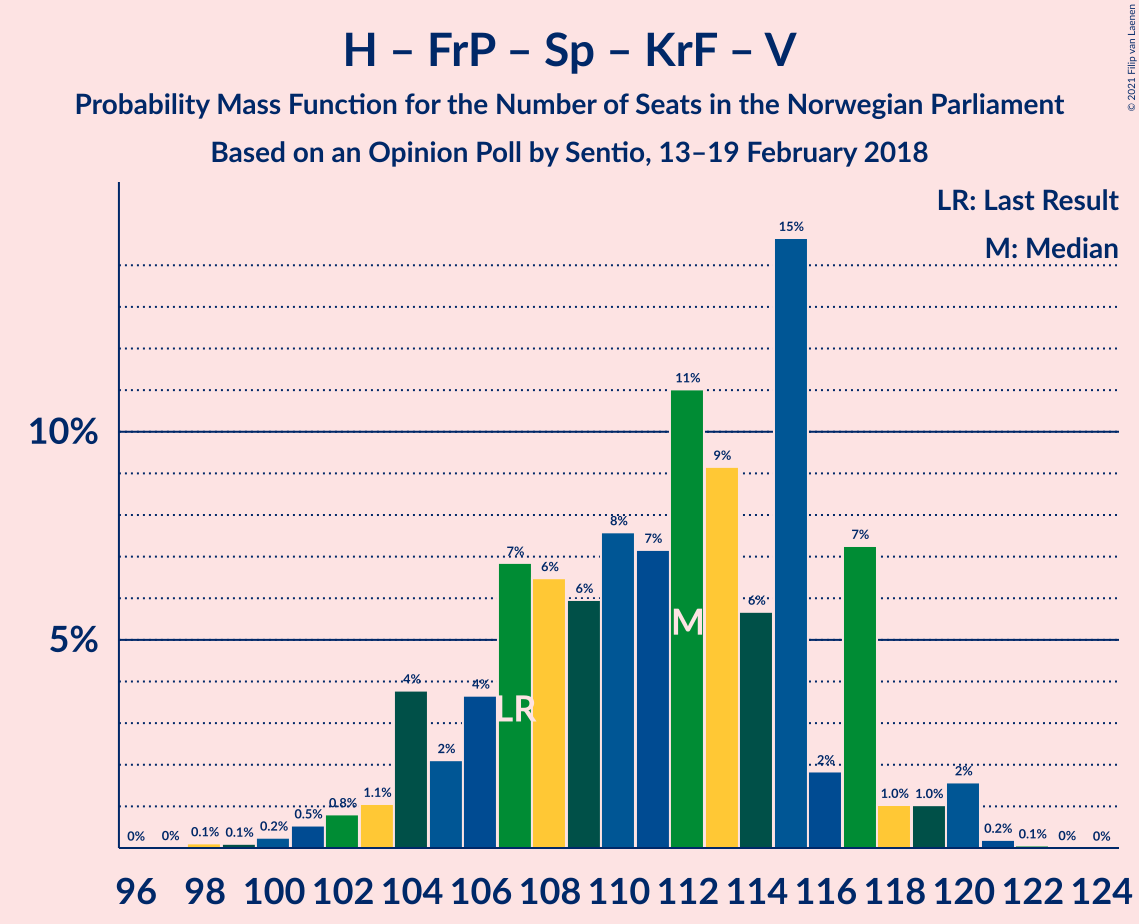 H – FrP – Sp – KrF – V
Probability Mass Function for the Number of Seats in the Norwegian Parliament
Based on an Opinion Poll by Sentio, 13–19 February 2018
© 2021 Filip van Laenen
LR: Last Result
M: Median
10%
5%
0% 0% 0.1% 0.1% 0.2% 0.5% 0.8% 1.1% 4% 2% 4% 7% 6% 6% 8% 7% 11% 9% 6% 15% 2% 7% 1.0% 1.0% 2% 0.2% 0.1% 0% 0%
LR
M
96 98 100 102 104 106 108 110 112 114 116 118 120 122 124